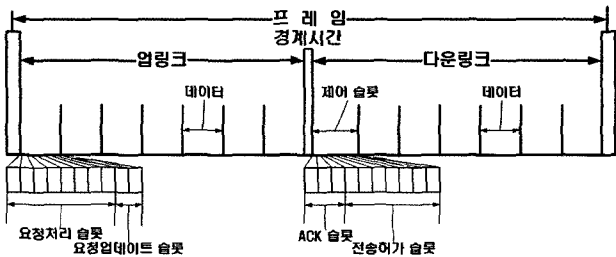 프 레 임
경계시간
업링크
다운링크
데이타
제어 슬롯
데이타
요청처리 슬롯
요청업데이트 슬롯
ACK 슬롯
전송허가 슬롯